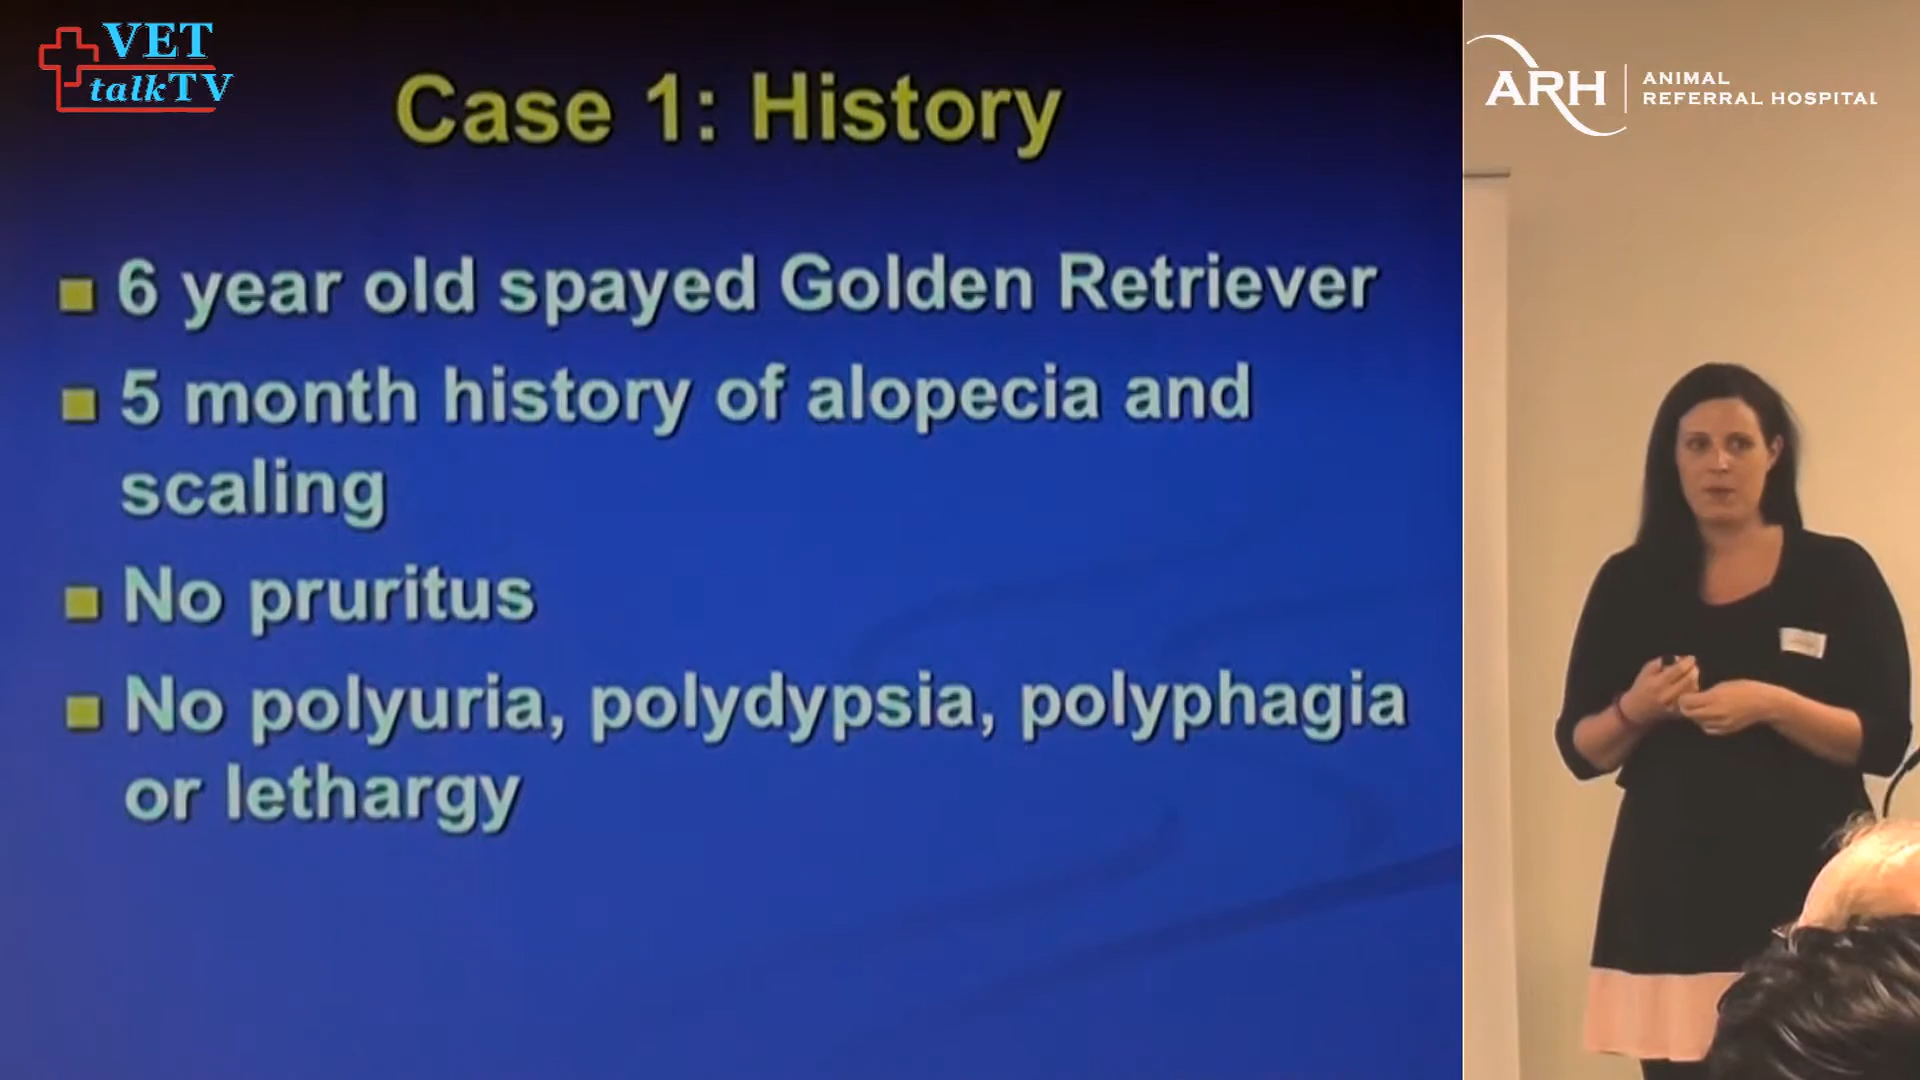 VET
talkTV
Case 1: History
6 year old spayed Golden Retriever
5 month history of alopecia and
scaling
No pruritus
No polyuria, polydypsia, polyphagia
or lethargy
ARH
ANIMAL
REFERRAL HOSPITAL